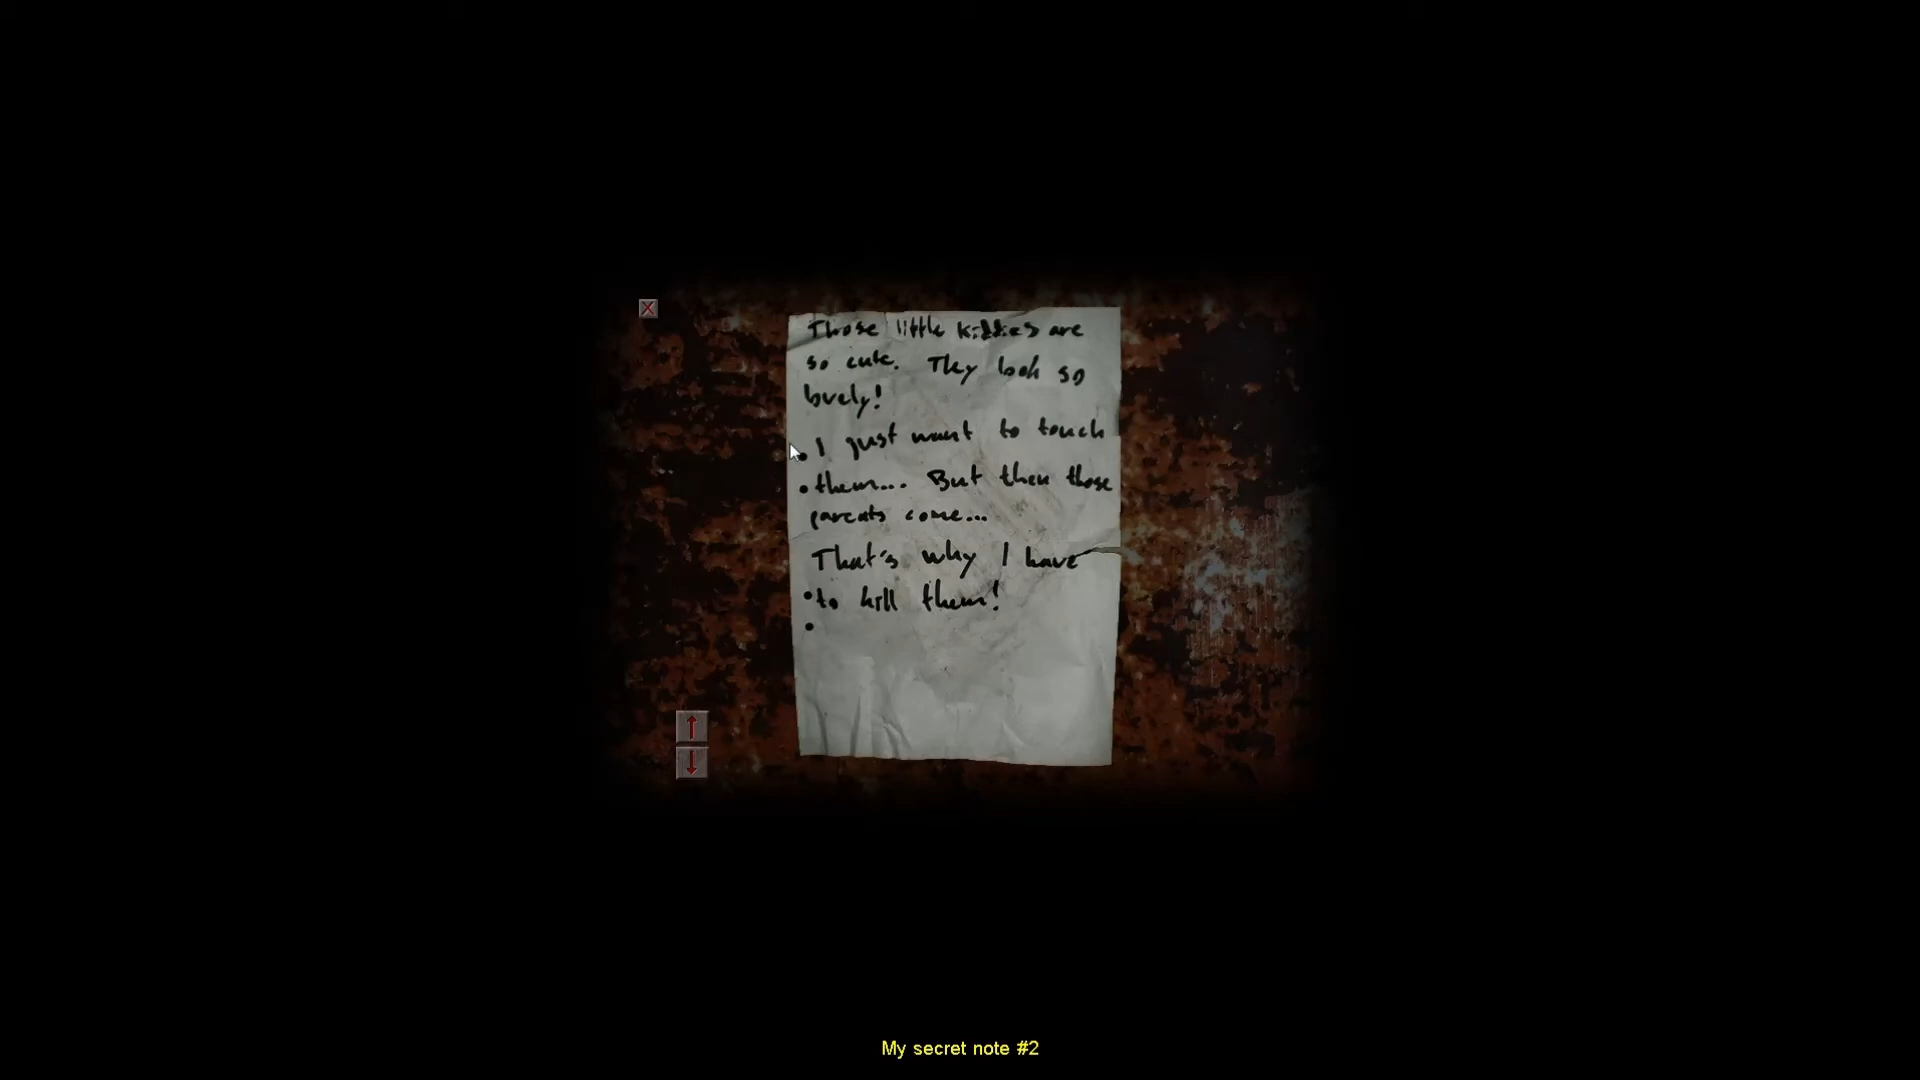 Those little kiddies are
so cute. They look so
lovely!
• I just want to touch
• them... But then those
parents come...
That's why I have
• to kill them!
•
My secret note #2